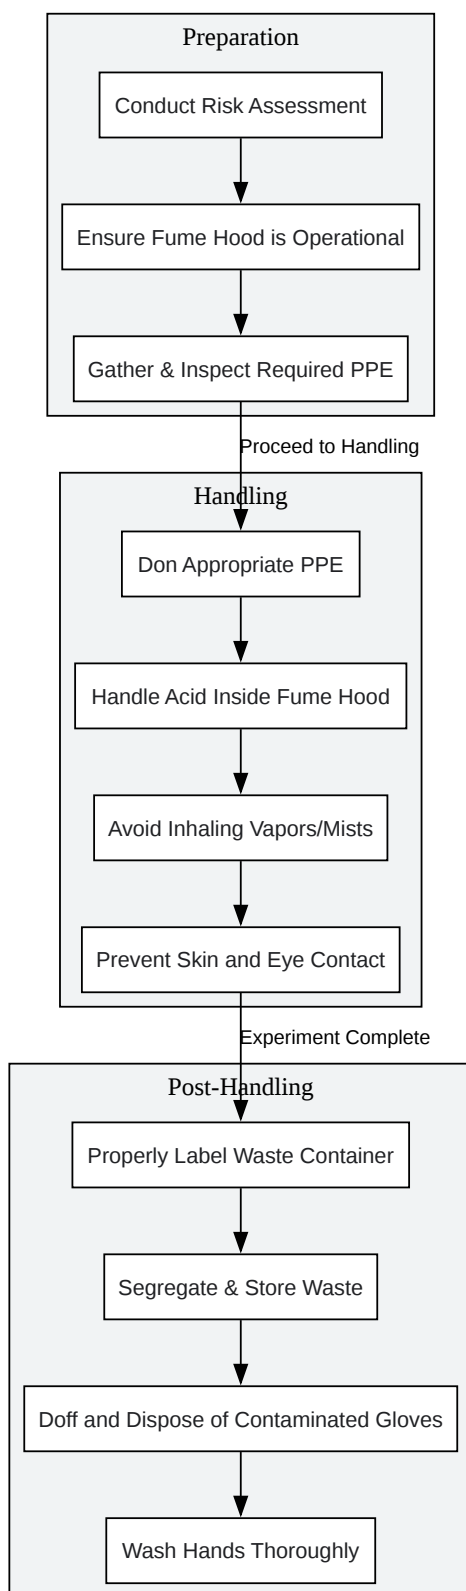 Preparation
Conduct Risk Assessment
Ensure Fume Hood is Operational
Gather & Inspect Required PPE
Proceed to Handling
Handling
Don Appropriate PPE
Handle Acid Inside Fume Hood
Avoid Inhaling Vapors/Mists
Prevent Skin and Eye Contact
Experiment Complete
Post-Handling
Properly Label Waste Container
Segregate & Store Waste
Doff and Dispose of Contaminated Gloves
Wash Hands Thoroughly